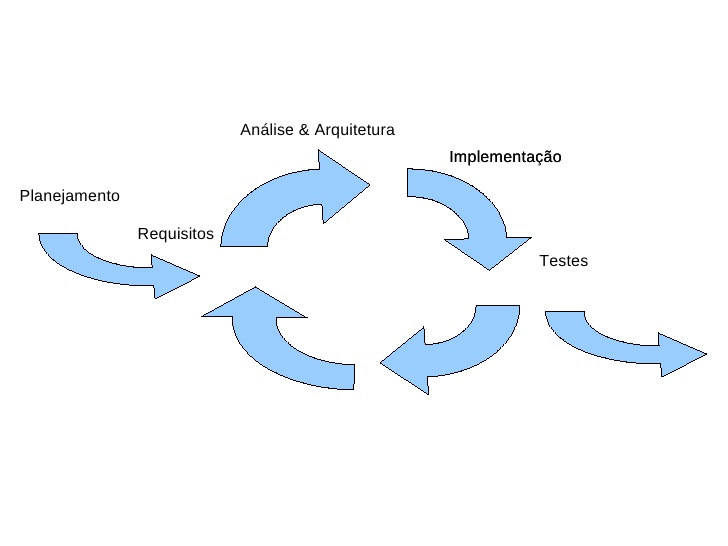 Análise & Arquitetura
Implementação
Planejamento
Requisitos
Testes